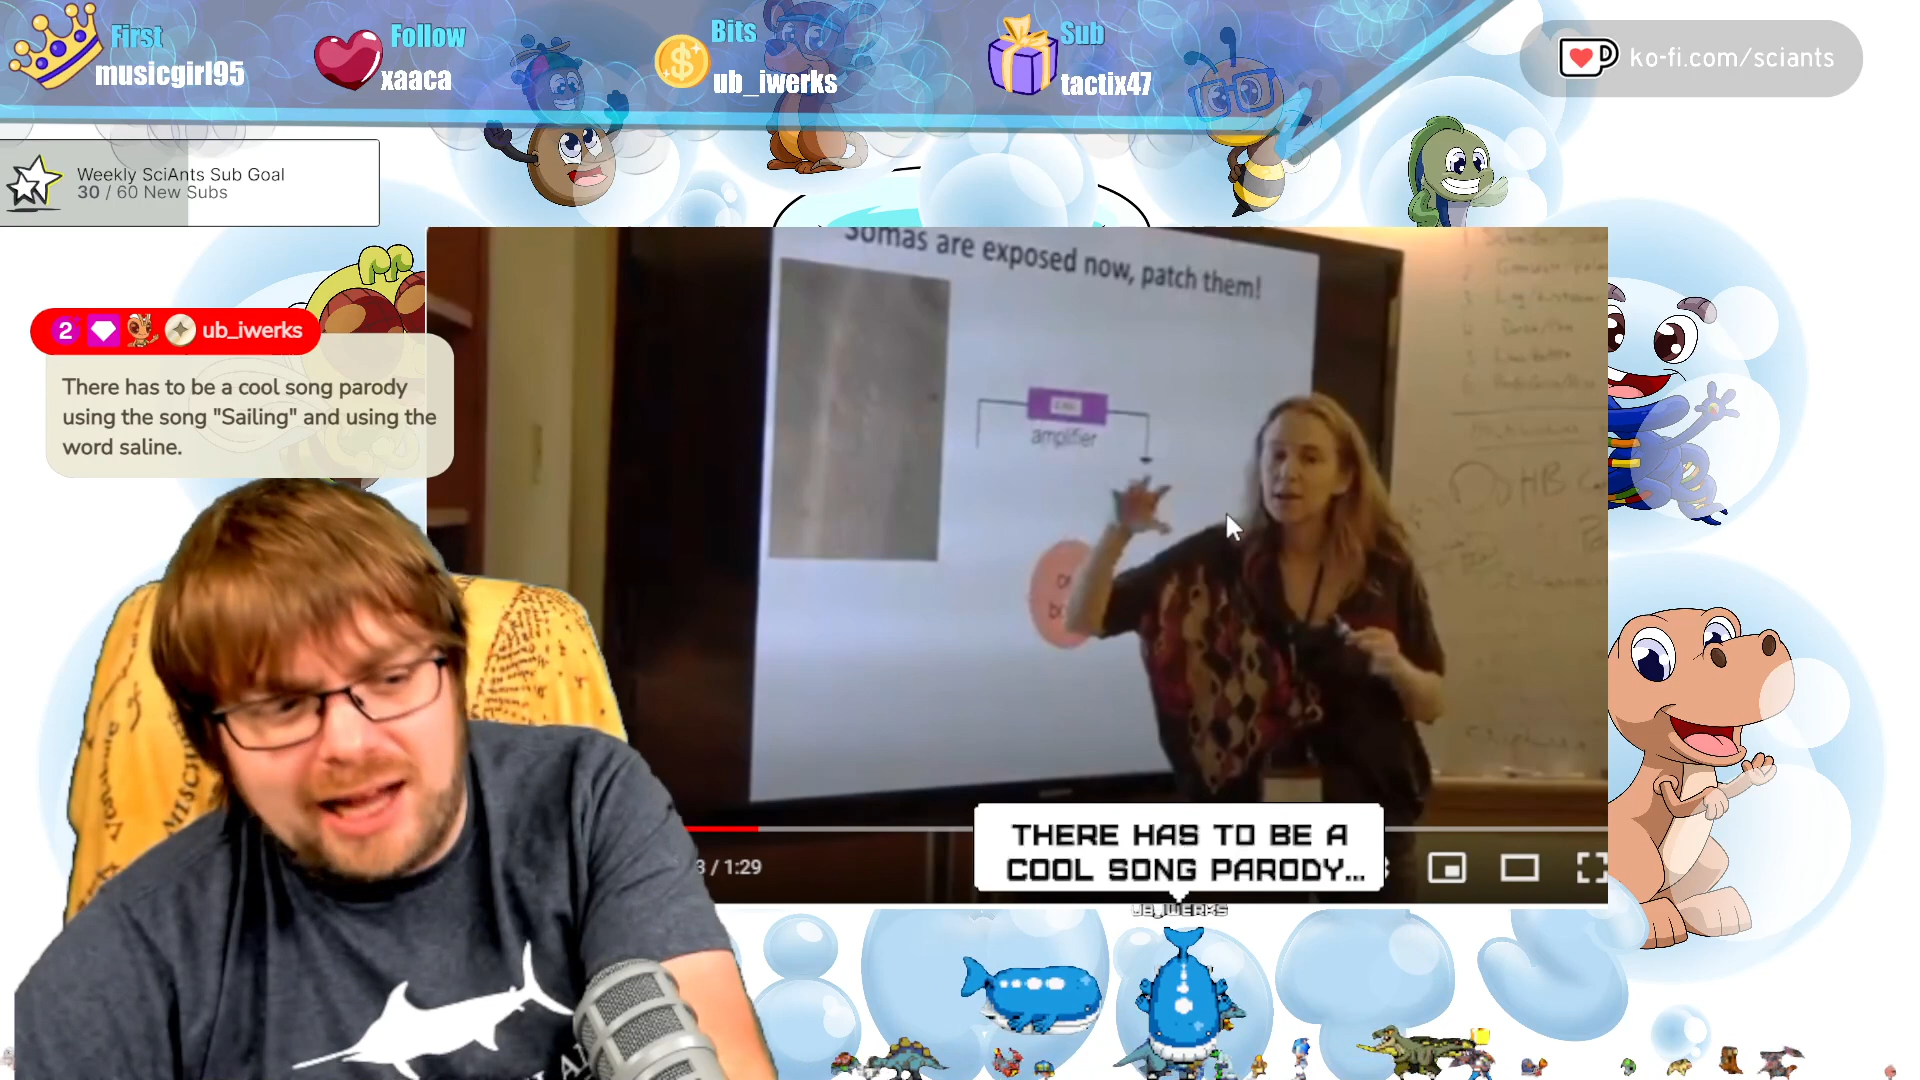 First
musicgirl95
Follow
xaaca
Bits
ub_iwerks
Sub
tactix47
ko-fi.com/sciants
Weekly SciAnts Sub Goal
30 / 60 New Subs
2 ub_iwerks
There has to be a cool song parody
using the song "Sailing" and using the
word saline.
Somas are exposed now, patch them!
amplifier
HB
THERE HAS TO BE A
COOL SONG PARODY...
UB_IWERKS
3 / 1:29